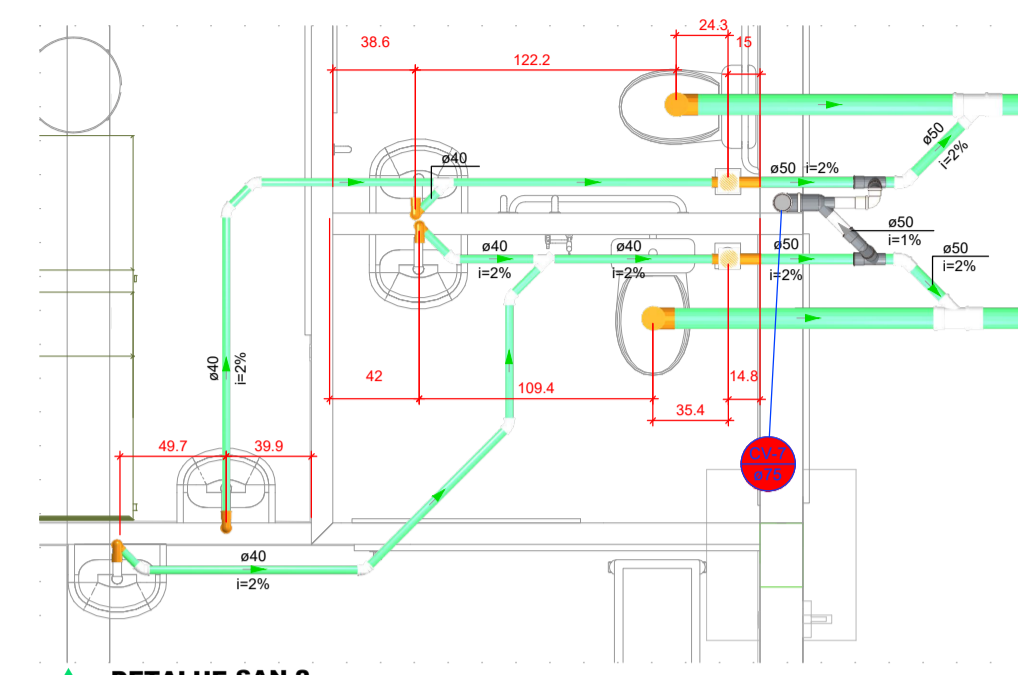 24.3
38.6
15
122.2
ø50
i=2%
ø40
ø50 i=2%
ø50
i=1%
ø40
i=2%
ø40
i=2%
ø50
i=2%
ø50
i=2%
ø40
i=2%
42
109.4
14.8
35.4
49.7
39.9
CV-7
ø75
ø40
i=2%